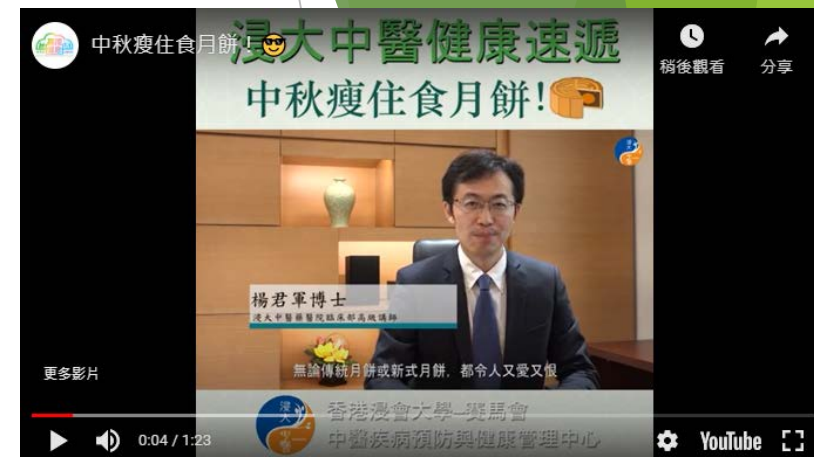 中秋瘦住食月餅！😎
浸大中醫健康速遞
稍後觀看
分享
中秋瘦住食月餅!
楊君軍博士
浸大中醫藥醫院臨床部高級講師
無論傳統月餅或新式月餅，都令人又愛又恨
更多影片
香港浸會大學–賽馬會
中醫疾病預防與健康管理中心
0:04 / 1:23
YouTube